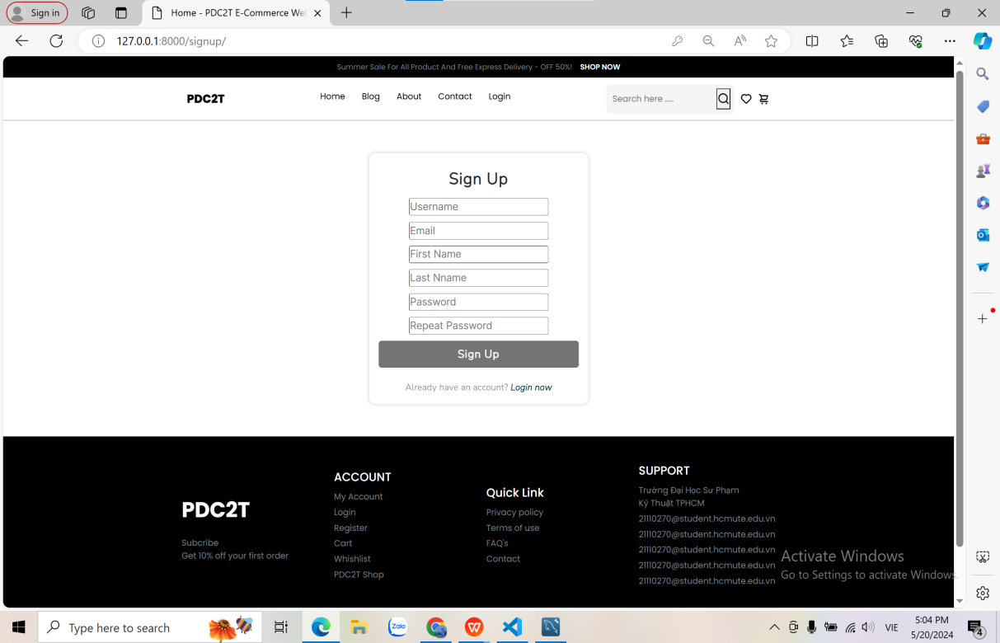 Sign in
Home - PDC2T E-Commerce We
127.0.0.1:8000/signup/
Summer Sale For All Product And Free Express Delivery - OFF 50%! SHOP NOW
PDC2T
Home Blog About Contact Login
Search here .....
Sign Up
Username
Email
First Name
Last Nname
Password
Repeat Password
Sign Up
Already have an account? Login now
PDC2T
Subcribe
Get 10% off your first order
ACCOUNT
My Account
Login
Register
Cart
Whishlist
PDC2T Shop
Quick Link
Privacy policy
Terms of use
FAQ's
Contact
SUPPORT
Trường Đại Học Sư Phạm
Kỹ Thuật TPHCM
21110270@student.hcmute.edu.vn
21110270@student.hcmute.edu.vn
21110270@student.hcmute.edu.vn
21110270@student.hcmute.edu.vn
21110270@student.hcmute.edu.vn
Activate Windows
Go to Settings to activate Windows.
Type here to search
Zalo
VIE
5:04 PM
5/20/2024
4